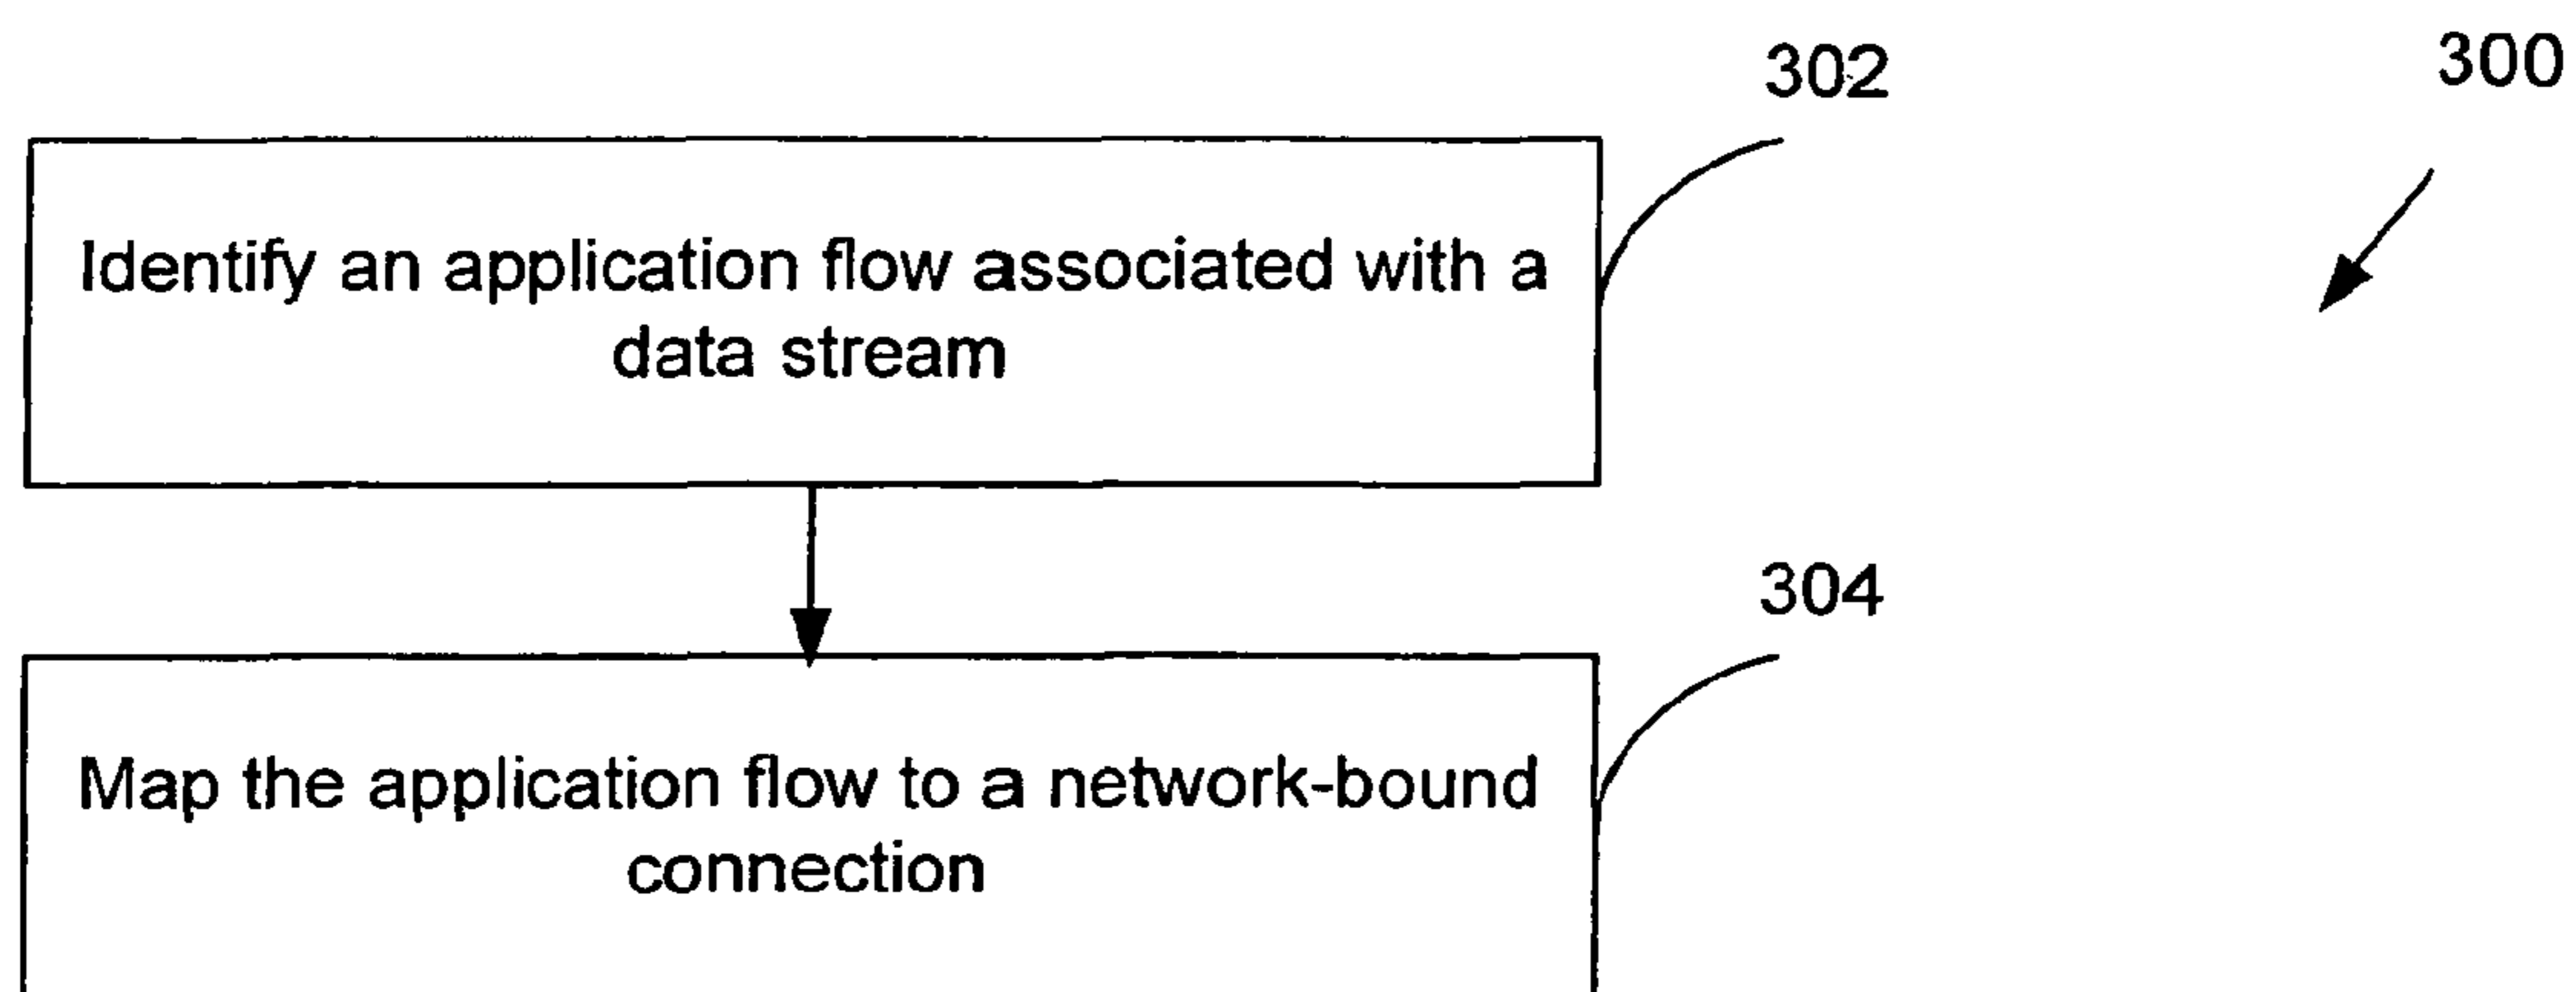 300
302
Identify an application flow associated with a
data stream
304
Map the application flow to a network-bound
connection